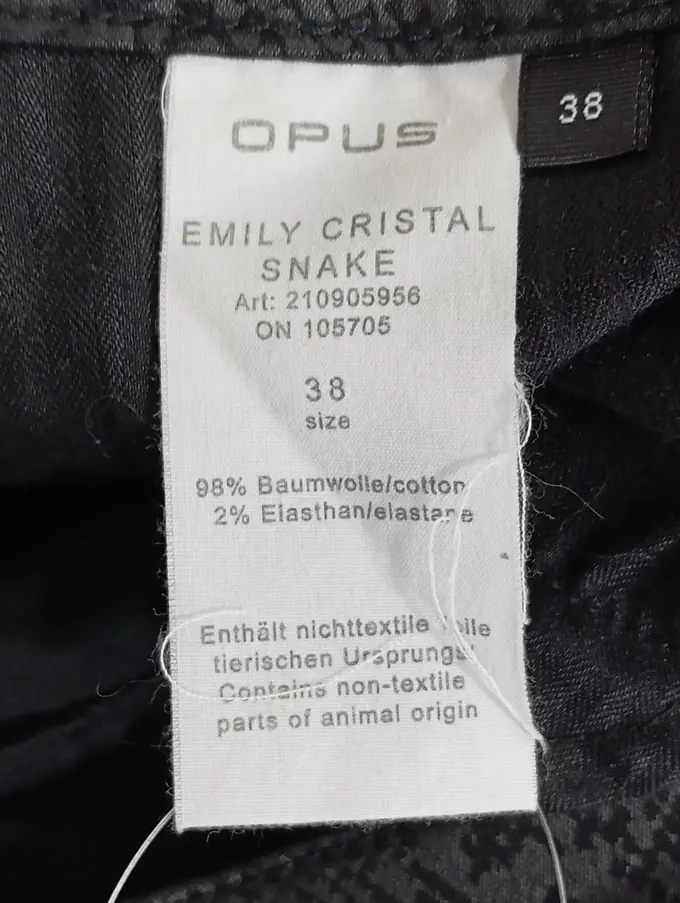 OPUS
38
EMILY CRISTAL
SNAKE
Art: 210905956
ON 105705
38
size
98% Baumwolle/cotton
2% Elasthan/elastane
Enthält nichttextile Teile
tierischen Ursprungs
Contains non-textile
parts of animal origin